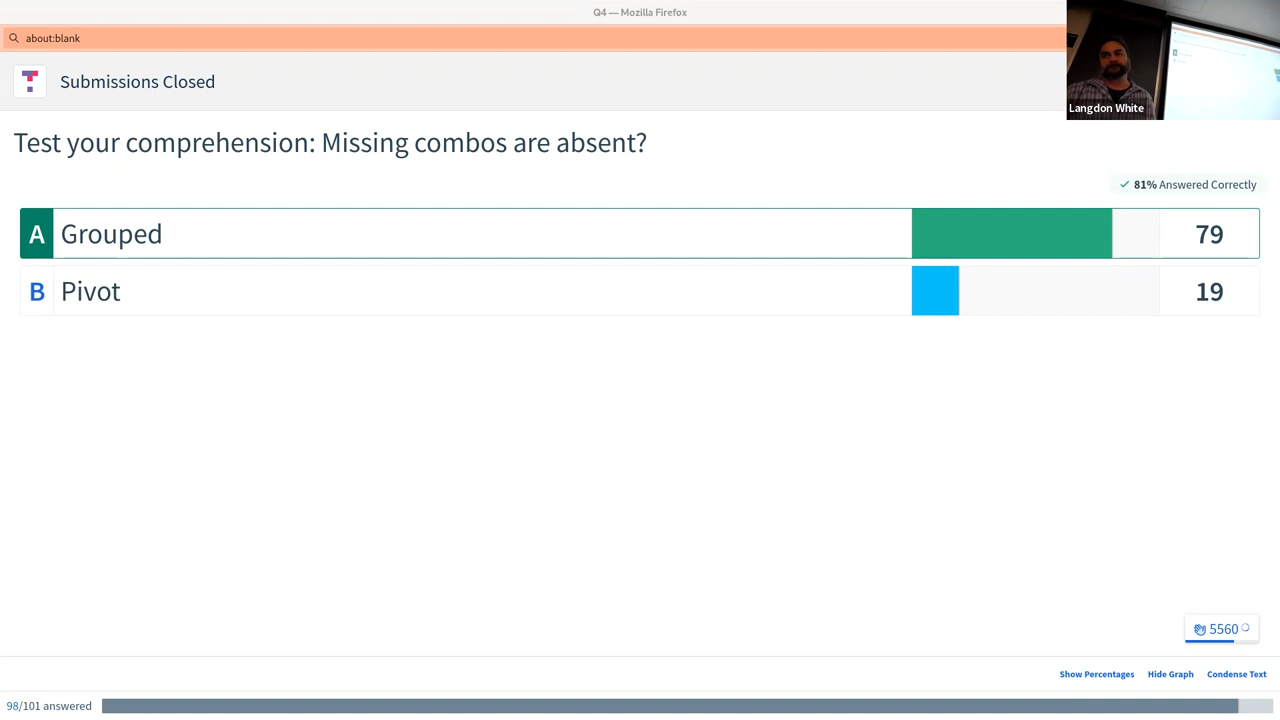 Q4 — Mozilla Firefox
about:blank
Submissions Closed
Langdon White
Test your comprehension: Missing combos are absent?
81% Answered Correctly
A Grouped 79
B Pivot 19
5560
Show Percentages Hide Graph Condense Text
98/101 answered